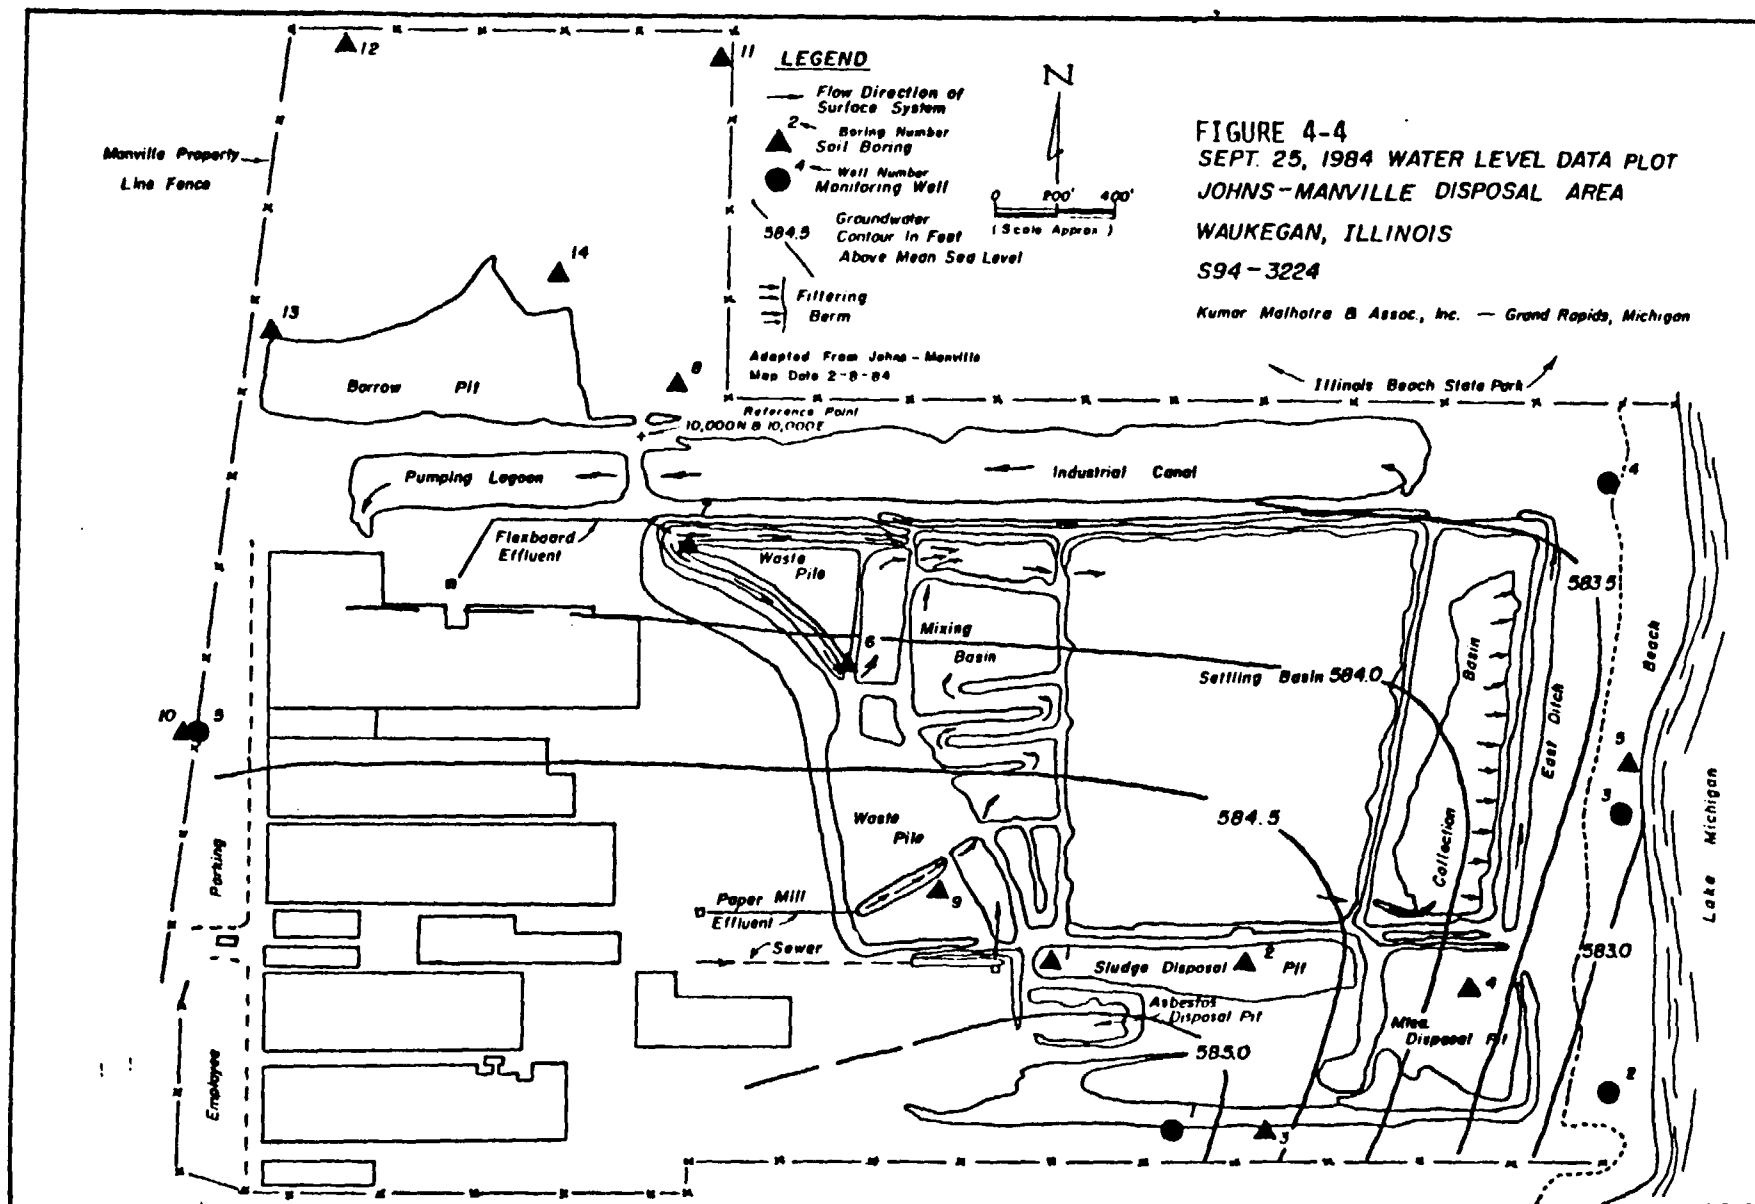 12
11
LEGEND
Flow Direction of
Surface System
2
Boring Number
Soil Boring
4
Well Number
Monitoring Well
584.5
Groundwater
Contour In Feet
Above Mean Sea Level
Filtering
Berm
Adapted From Johns-Manville
Map Date 2-8-84
N
0 200' 400'
(Scale Approx.)
FIGURE 4-4
SEPT. 25, 1984 WATER LEVEL DATA PLOT
JOHNS-MANVILLE DISPOSAL AREA
WAUKEGAN, ILLINOIS
S94-3224
Kumar Malhotra & Assoc., Inc. — Grand Rapids, Michigan
Manville Property
Line Fence
14
13
8
Borrow Pit
Illinois Beach State Park
Reference Point
10,000N & 10,000E
Pumping Lagoon
Industrial Canal
4
Flexboard
Effluent
Waste
Pile
583.5
6
Mixing
Basin
Settling Basin 584.0
Basin
Beach
10
5
East Ditch
5
3
Lake Michigan
584.5
Waste
Pile
Collection
Parking
Paper Mill
Effluent
9
Sewer
1
Sludge Disposal Pit
2
583.0
4
Asbestos
Disposal Pit
Misc.
Disposal Pit
585.0
Employee
2
1
3